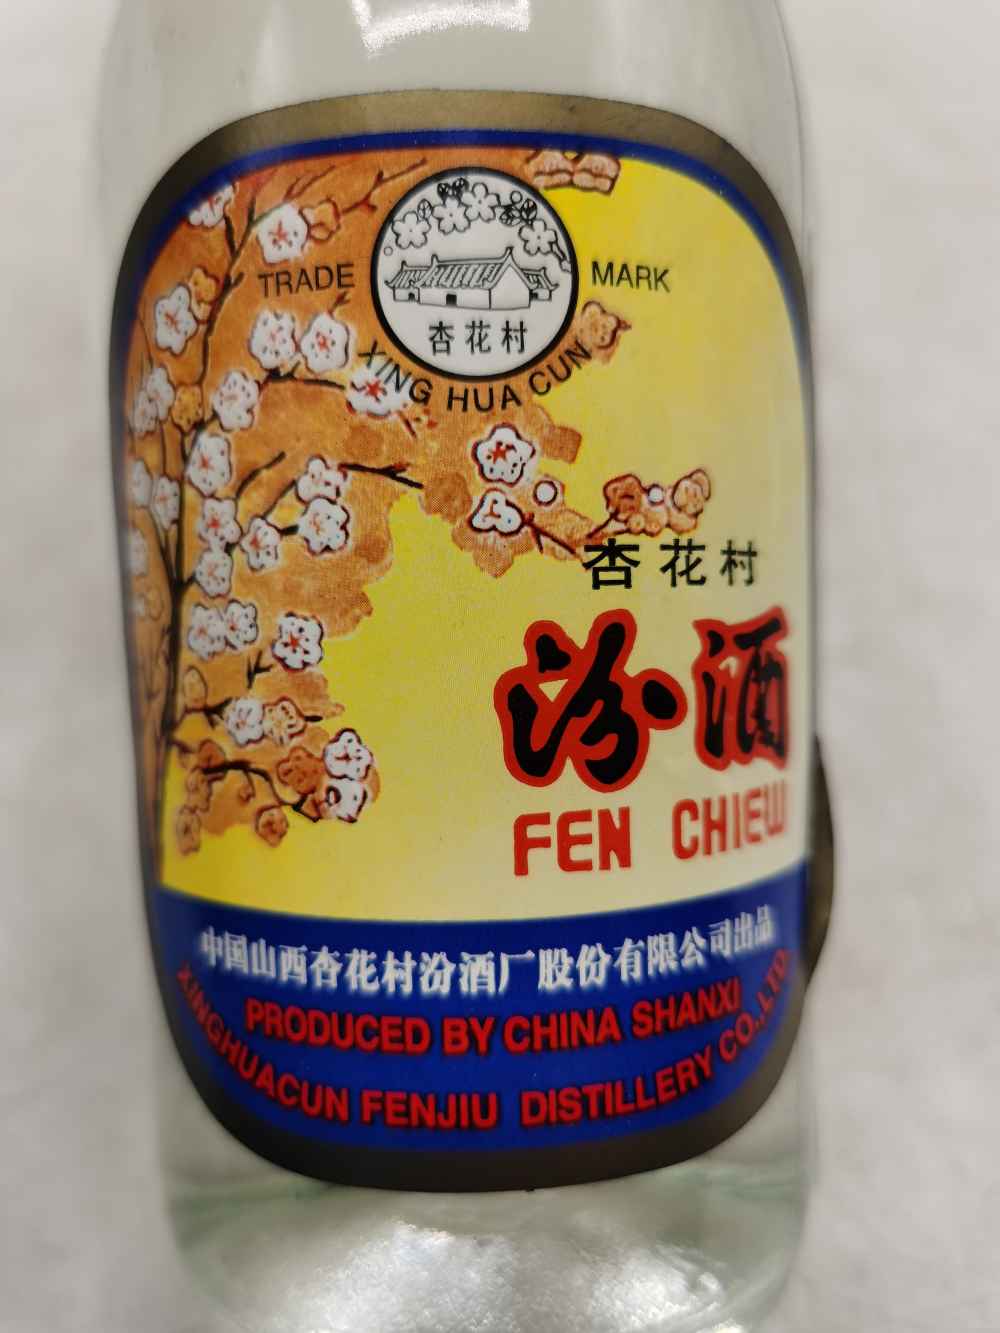 TRADE MARK
杏花村
XING HUA CUN
杏花村
汾酒
FEN CHIEW
中国山西杏花村汾酒厂股份有限公司出品
PRODUCED BY CHINA SHANXI
XINGHUACUN FENJIU DISTILLERY CO.,LTD